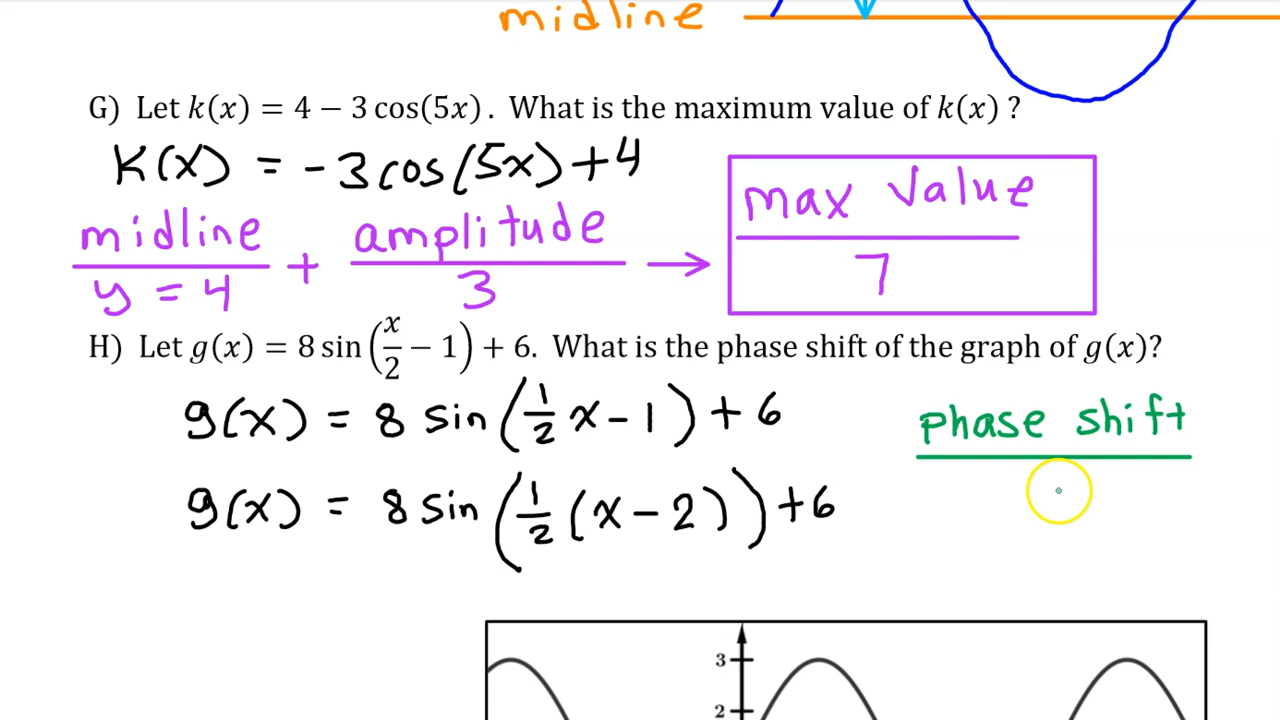 midline
G) Let k(x) = 4 − 3 cos(5x). What is the maximum value of k(x) ?
K(x) = -3cos(5x)+4
max value
midline + amplitude →
y = 4 3 7
H) Let g(x) = 8 sin(x/2 − 1) + 6. What is the phase shift of the graph of g(x)?
g(x) = 8 sin(1/2 x - 1) + 6
phase shift
g(x) = 8 sin(1/2 (x - 2)) + 6
3
2